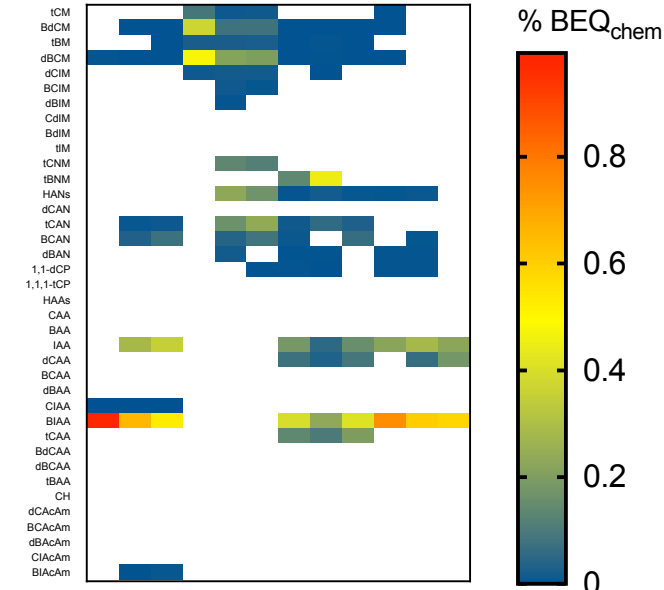 tCM
BdCM
tBM
dBCM
dCIM
BCIM
dBIM
CdIM
BdIM
tIM
tCNM
tBNM
HANs
dCAN
tCAN
BCAN
dBAN
1,1-dCP
1,1,1-tCP
HAAs
CAA
BAA
IAA
dCAA
BCAA
dBAA
CIAA
BIAA
tCAA
BdCAA
dBCAA
tBAA
CH
dCAcAm
BCAcAm
dBAcAm
CIAcAm
BIAcAm
% BEQchem
0.8
0.6
0.4
0.2
0